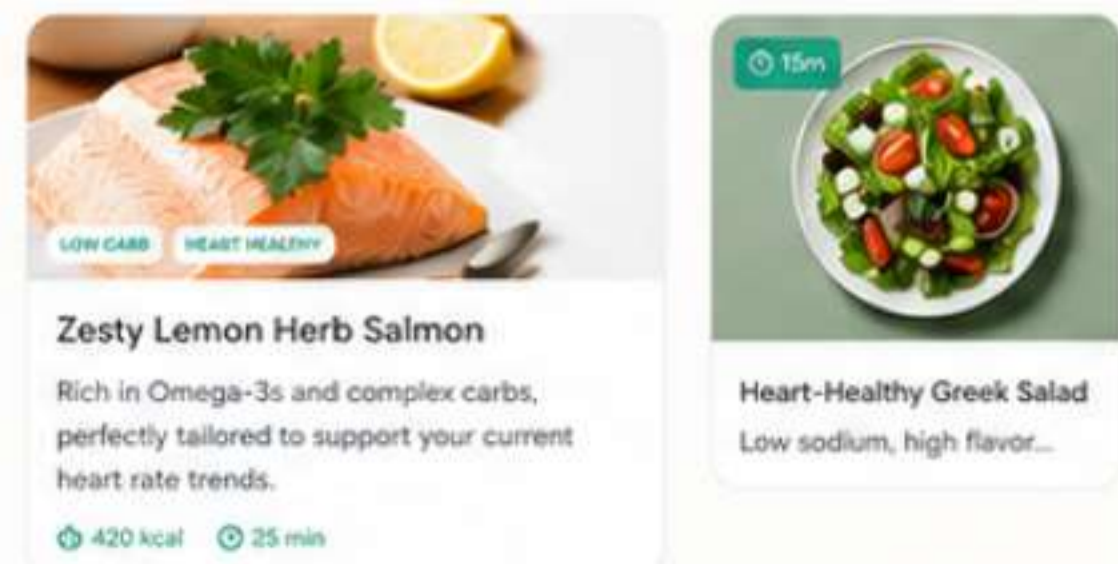 LOW CARB
HEART HEALTHY
Zesty Lemon Herb Salmon
Rich in Omega-3s and complex carbs,
perfectly tailored to support your current
heart rate trends.
420 kcal
25 min
15m
Heart-Healthy Greek Salad
Low sodium, high flavor...